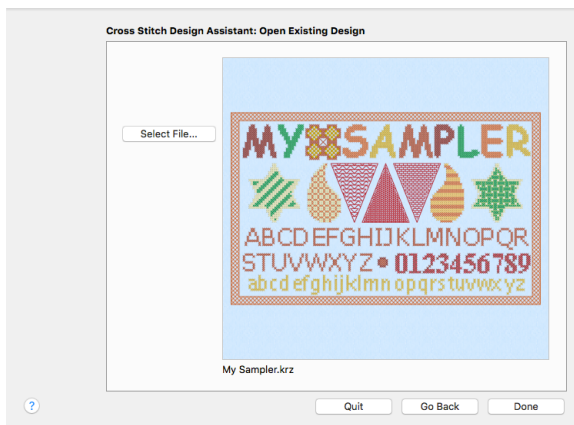 Cross Stitch Design Assistant: Open Existing Design
Select File...
MY SAMPLER
ABCDEFGHIJKLMNOPQR
STUVWXYZ 0123456789
abcdefghijklmnopqrstuvwxyz
My Sampler.krz
? Quit Go Back Done